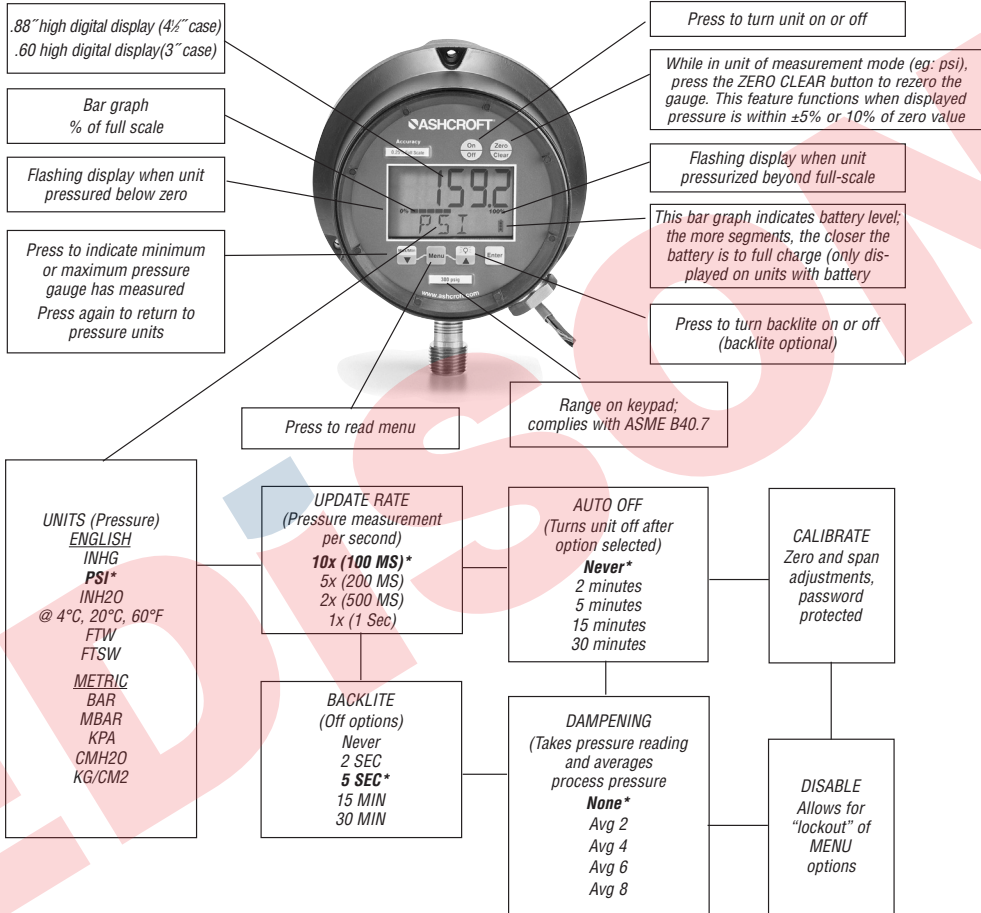 .88˝ high digital display (4½˝ case)
.60 high digital display(3˝ case)
Bar graph
% of full scale
Flashing display when unit
pressured below zero
Press to indicate minimum
or maximum pressure
gauge has measured
Press again to return to
pressure units
Press to turn unit on or off
While in unit of measurement mode (eg: psi),
press the ZERO CLEAR button to rezero the
gauge. This feature functions when displayed
pressure is within ±5% or 10% of zero value
Flashing display when unit
pressurized beyond full-scale
This bar graph indicates battery level;
the more segments, the closer the
battery is to full charge (only dis-
played on units with battery
Press to turn backlite on or off
(backlite optional)
ASHCROFT
Accuracy
Full Scale
On
Off
Zero
Clear
159.2
0%
100%
PSI
Menu
Enter
300 psig
www.ashcroft.com
Press to read menu
Range on keypad;
complies with ASME B40.7
UNITS (Pressure)
ENGLISH
INHG
PSI*
INH2O
@ 4°C, 20°C, 60°F
FTW
FTSW
METRIC
BAR
MBAR
KPA
CMH2O
KG/CM2
UPDATE RATE
(Pressure measurement
per second)
10x (100 MS)*
5x (200 MS)
2x (500 MS)
1x (1 Sec)
BACKLITE
(Off options)
Never
2 SEC
5 SEC*
15 MIN
30 MIN
AUTO OFF
(Turns unit off after
option selected)
Never*
2 minutes
5 minutes
15 minutes
30 minutes
DAMPENING
(Takes pressure reading
and averages
process pressure
None*
Avg 2
Avg 4
Avg 6
Avg 8
CALIBRATE
Zero and span
adjustments,
password
protected
DISABLE
Allows for
“lockout” of
MENU
options
EDiSON